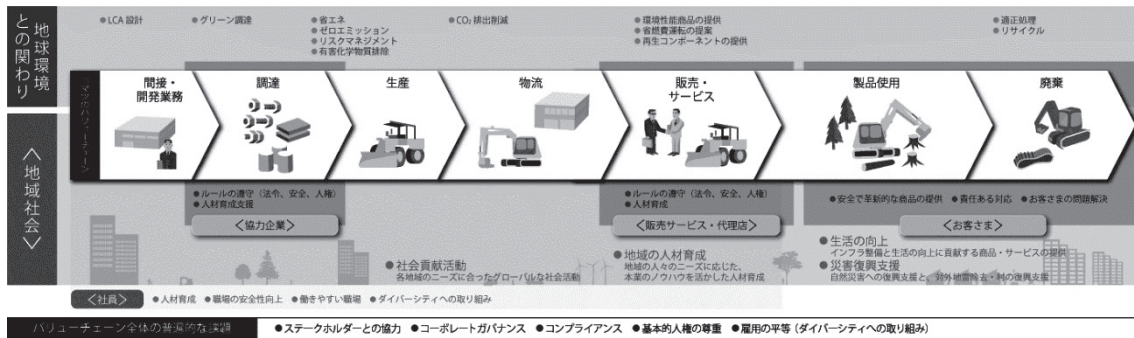 地球環境
との関わり
●LCA 設計
●グリーン調達
●省エネ
●ゼロエミッション
●リスクマネジメント
●有害化学物質排除
●CO₂ 排出削減
●環境性能商品の提供
●省燃費運転の提案
●再生コンポーネントの提供
●適正処理
●リサイクル
間接・
開発業務
調達
生産
物流
販売・
サービス
製品使用
廃棄
〈地域社会〉
●ルールの遵守（法令、安全、人権）
●人材育成支援
〈協力企業〉
●ルールの遵守（法令、安全、人権）
●人材育成
〈販売サービス・代理店〉
●安全で革新的な商品の提供 ●責任ある対応 ●お客さまの問題解決
〈お客さま〉
●社会貢献活動
各地域のニーズに合ったグローバルな社会活動
●地域の人材育成
地域の人々のニーズに応じた、
本業のノウハウを活かした人材育成
●生活の向上
インフラ整備と生活の向上に貢献する商品・サービスの提供
●災害復興支援
自然災害への復興支援と、対人地雷除去・村の復興支援
〈社員〉 ●人材育成 ●職場の安全性向上 ●働きやすい職場 ●ダイバーシティへの取り組み
バリューチェーン全体の普遍的な課題 ●ステークホルダーとの協力 ●コーポレートガバナンス ●コンプライアンス ●基本的人権の尊重 ●雇用の平等（ダイバーシティへの取り組み）